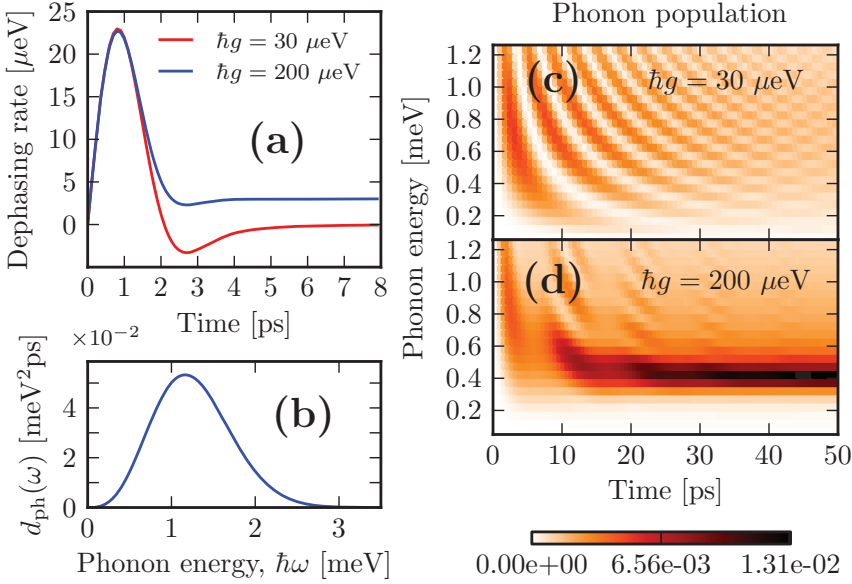 Dephasing rate [μeV]
25
20
15
10
5
0
ħg = 30 μeV
ħg = 200 μeV
(a)
0 1 2 3 4 5 6 7 8
Time [ps]
×10⁻²
d_ph(ω) [meV²ps]
4
2
0
(b)
0 1 2 3
Phonon energy, ħω [meV]
Phonon population
Phonon energy [meV]
1.2
1.0
0.8
0.6
0.4
0.2
(c) ħg = 30 μeV
1.2
1.0
0.8
0.6
0.4
0.2
(d) ħg = 200 μeV
0 10 20 30 40 50
Time [ps]
0.00e+00 6.56e-03 1.31e-02